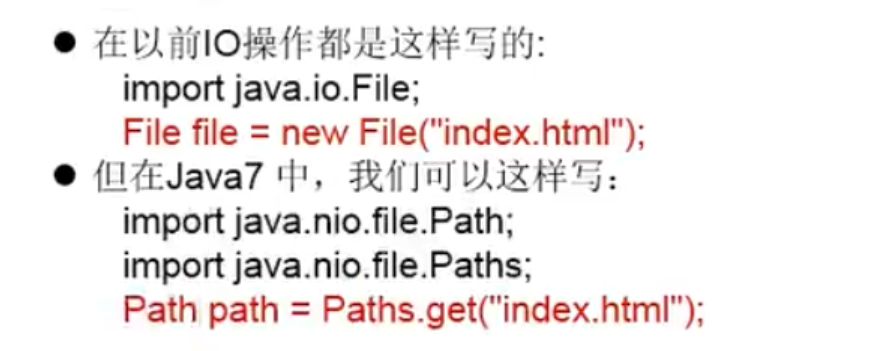 ● 在以前IO操作都是这样写的:
import java.io.File;
File file = new File("index.html");
● 但在Java7 中，我们可以这样写：
import java.nio.file.Path;
import java.nio.file.Paths;
Path path = Paths.get("index.html");